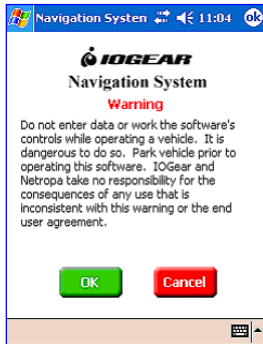 Navigation Systen 11:04 ok
IOGEAR
Navigation System
Warning
Do not enter data or work the software's
controls while operating a vehicle. It is
dangerous to do so. Park vehicle prior to
operating this software. IOGear and
Netropa take no responsibility for the
consequences of any use that is
inconsistent with this warning or the end
user agreement.
OK Cancel